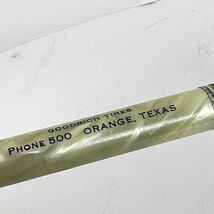 GOODRICH TIRES
PHONE 500 ORANGE, TEXAS